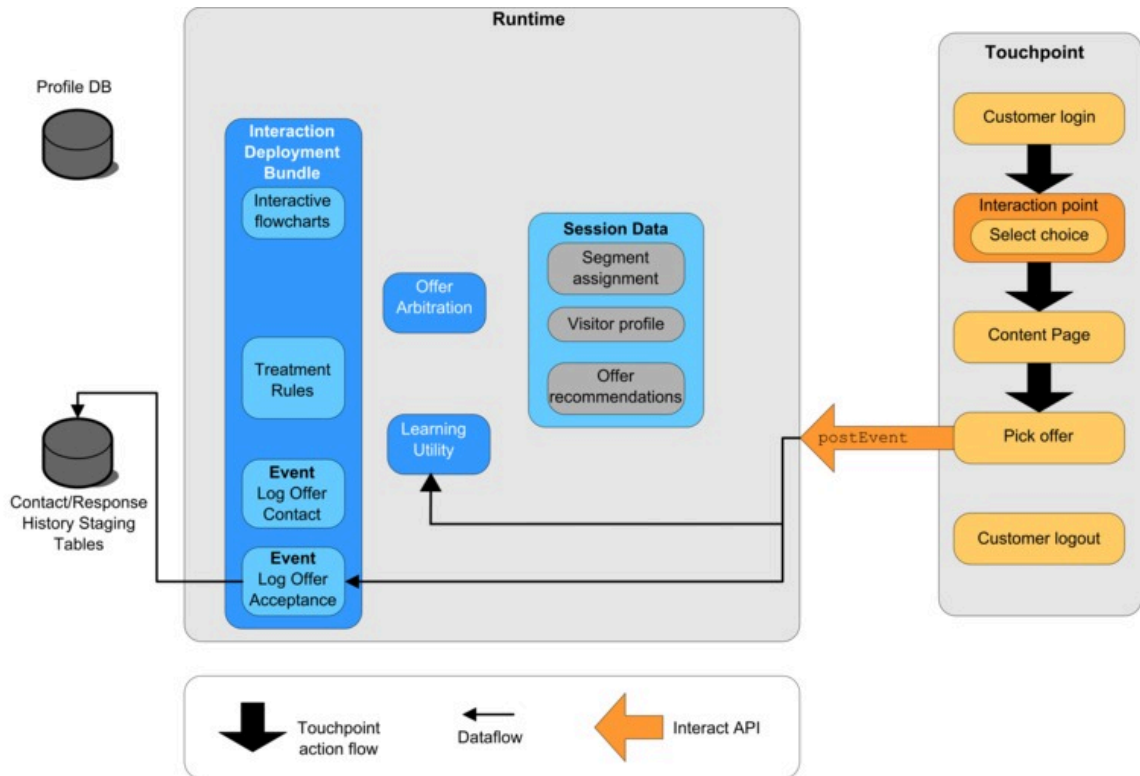 Runtime
Profile DB
Interaction
Deployment
Bundle
Interactive
flowcharts
Treatment
Rules
Event
Log Offer
Contact
Event
Log Offer
Acceptance
Contact/Response
History Staging
Tables
Offer
Arbitration
Learning
Utility
Session Data
Segment
assignment
Visitor profile
Offer
recommendations
postEvent
Touchpoint
Customer login
Interaction point
Select choice
Content Page
Pick offer
Customer logout
Touchpoint
action flow
Dataflow
Interact API